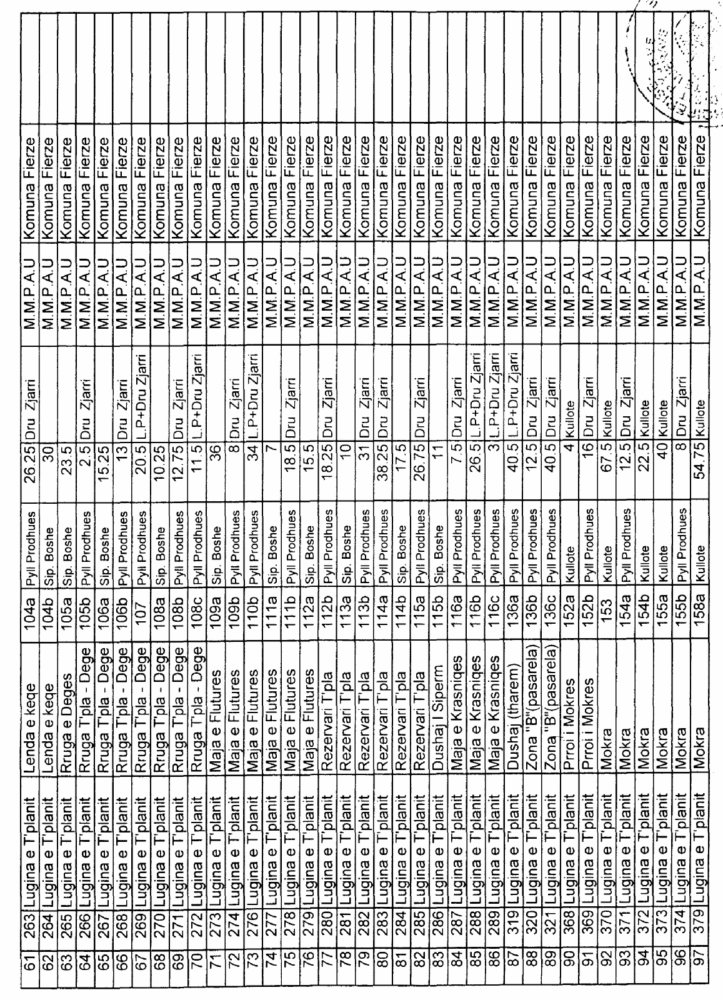 61 263 Lugina e T'planit Lenda e keqe 104a Pyll Prodhues 26.25 Dru Zjarri M.M.P.A.U Komuna Fierze
62 264 Lugina e T'planit Lenda e keqe 104b Sip. Boshe 30 M.M.P.A.U Komuna Fierze
63 265 Lugina e T'planit Rruga e Deges 105a Sip. Boshe 23.5 M.M.P.A.U Komuna Fierze
64 266 Lugina e T'planit Rruga T'pla - Dege 105b Pyll Prodhues 2.5 Dru Zjarri M.M.P.A.U Komuna Fierze
65 267 Lugina e T'planit Rruga T'pla - Dege 106a Sip. Boshe 15.25 M.M.P.A.U Komuna Fierze
66 268 Lugina e T'planit Rruga T'pla - Dege 106b Pyll Prodhues 13 Dru Zjarri M.M.P.A.U Komuna Fierze
67 269 Lugina e T'planit Rruga T'pla - Dege 107 Pyll Prodhues 20.5 L.P+Dru Zjarri M.M.P.A.U Komuna Fierze
68 270 Lugina e T'planit Rruga T'pla - Dege 108a Sip. Boshe 10.25 M.M.P.A.U Komuna Fierze
69 271 Lugina e T'planit Rruga T'pla - Dege 108b Pyll Prodhues 12.75 Dru Zjarri M.M.P.A.U Komuna Fierze
70 272 Lugina e T'planit Rruga T'pla - Dege 108c Pyll Prodhues 11.5 L.P+Dru Zjarri M.M.P.A.U Komuna Fierze
71 273 Lugina e T'planit Maja e Flutures 109a Sip. Boshe 36 M.M.P.A.U Komuna Fierze
72 274 Lugina e T'planit Maja e Flutures 109b Pyll Prodhues 8 Dru Zjarri M.M.P.A.U Komuna Fierze
73 276 Lugina e T'planit Maja e Flutures 110b Pyll Prodhues 34 L.P+Dru Zjarri M.M.P.A.U Komuna Fierze
74 277 Lugina e T'planit Maja e Flutures 111a Sip. Boshe 7 M.M.P.A.U Komuna Fierze
75 278 Lugina e T'planit Maja e Flutures 111b Pyll Prodhues 18.5 Dru Zjarri M.M.P.A.U Komuna Fierze
76 279 Lugina e T'planit Maja e Flutures 112a Sip. Boshe 15.5 M.M.P.A.U Komuna Fierze
77 280 Lugina e T'planit Rezervari T'pla 112b Pyll Prodhues 18.25 Dru Zjarri M.M.P.A.U Komuna Fierze
78 281 Lugina e T'planit Rezervari T'pla 113a Sip. Boshe 10 M.M.P.A.U Komuna Fierze
79 282 Lugina e T'planit Rezervari T'pla 113b Pyll Prodhues 31 Dru Zjarri M.M.P.A.U Komuna Fierze
80 283 Lugina e T'planit Rezervari T'pla 114a Pyll Prodhues 38.25 Dru Zjarri M.M.P.A.U Komuna Fierze
81 284 Lugina e T'planit Rezervari T'pla 114b Sip. Boshe 17.5 M.M.P.A.U Komuna Fierze
82 285 Lugina e T'planit Rezervari T'pla 115a Pyll Prodhues 26.75 Dru Zjarri M.M.P.A.U Komuna Fierze
83 286 Lugina e T'planit Dushaj I Siperm 115b Sip. Boshe 11 M.M.P.A.U Komuna Fierze
84 287 Lugina e T'planit Maja e Krasniqes 116a Pyll Prodhues 7.5 Dru Zjarri M.M.P.A.U Komuna Fierze
85 288 Lugina e T'planit Maja e Krasniqes 116b Pyll Prodhues 26.5 L.P+Dru Zjarri M.M.P.A.U Komuna Fierze
86 289 Lugina e T'planit Maja e Krasniqes 116c Pyll Prodhues 3 L.P+Dru Zjarri M.M.P.A.U Komuna Fierze
87 319 Lugina e T'planit Dushaj (tharem) 136a Pyll Prodhues 40.5 L.P+Dru Zjarri M.M.P.A.U Komuna Fierze
88 320 Lugina e T'planit Zona "B"(pasarela) 136b Pyll Prodhues 12.5 Dru Zjarri M.M.P.A.U Komuna Fierze
89 321 Lugina e T'planit Zona "B"(pasarela) 136c Pyll Prodhues 40.5 Dru Zjarri M.M.P.A.U Komuna Fierze
90 368 Lugina e T'planit Prroi i Mokres 152a Kullote 4 Kullote M.M.P.A.U Komuna Fierze
91 369 Lugina e T'planit Prroi i Mokres 152b Pyll Prodhues 16 Dru Zjarri M.M.P.A.U Komuna Fierze
92 370 Lugina e T'planit Mokra 153 Kullote 67.5 Kullote M.M.P.A.U Komuna Fierze
93 371 Lugina e T'planit Mokra 154a Pyll Prodhues 12.5 Dru Zjarri M.M.P.A.U Komuna Fierze
94 372 Lugina e T'planit Mokra 154b Kullote 22.5 Kullote M.M.P.A.U Komuna Fierze
95 373 Lugina e T'planit Mokra 155a Kullote 40 Kullote M.M.P.A.U Komuna Fierze
96 374 Lugina e T'planit Mokra 155b Pyll Prodhues 8 Dru Zjarri M.M.P.A.U Komuna Fierze
97 379 Lugina e T'planit Mokra 158a Kullote 54.75 Kullote M.M.P.A.U Komuna Fierze